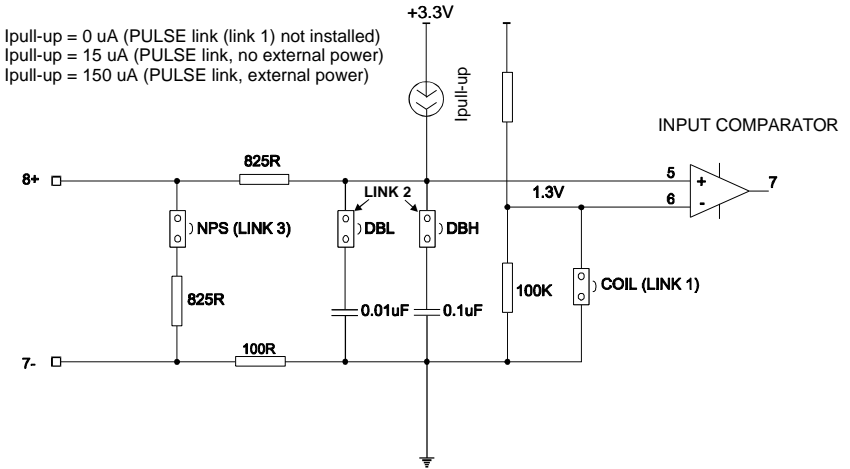 +3.3V
Ipull-up = 0 uA (PULSE link (link 1) not installed)
Ipull-up = 15 uA (PULSE link, no external power)
Ipull-up = 150 uA (PULSE link, external power)
Ipull-up
INPUT COMPARATOR
825R
8+
5
+
7
LINK 2
1.3V
6
-
NPS (LINK 3)
DBL
DBH
100K
COIL (LINK 1)
825R
0.01uF
0.1uF
100R
7-